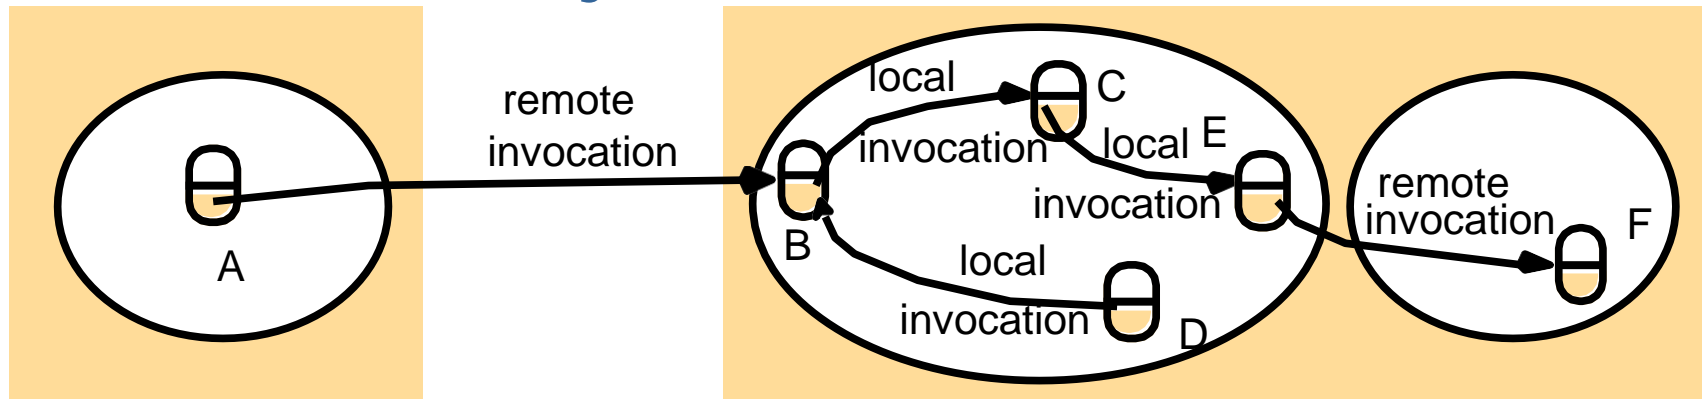 remote
invocation
A
local
invocation
C
local
invocation
E
B
local
invocation
D
remote
invocation
F